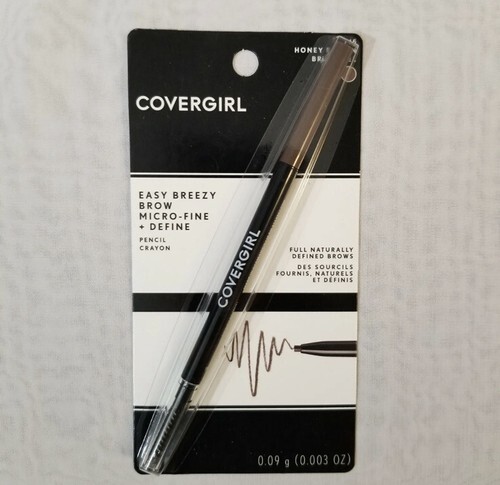 HONEY
COVERGIRL
EASY BREEZY
BROW
MICRO-FINE
+ DEFINE
PENCIL
CRAYON
COVERGIRL
FULL NATURALLY
DEFINED BROWS
DES SOURCILS
FOURNIS, NATURELS
ET DÉFINIS
0.09 g (0.003 OZ)